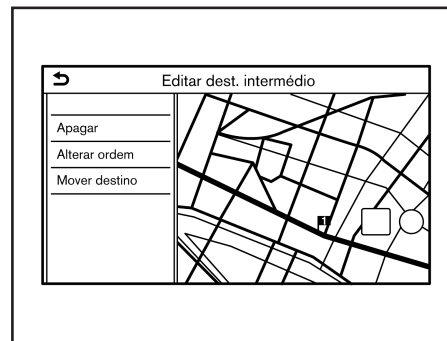 Editar dest. intermédio
Apagar
Alterar ordem
Mover destino
1